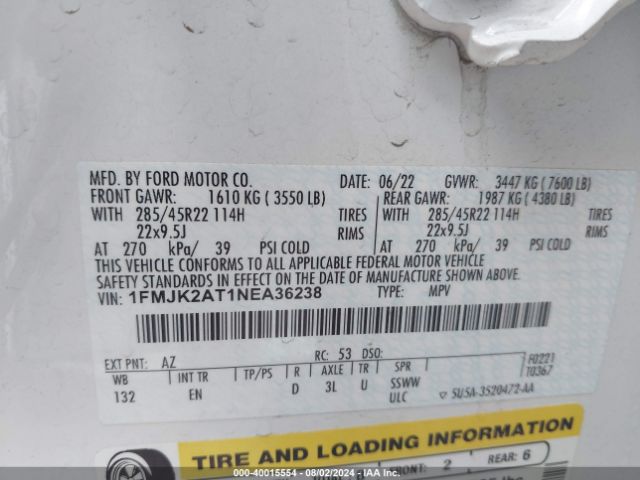 MFD. BY FORD MOTOR CO. DATE: 06/22 GVWR: 3447 KG ( 7600 LB)
FRONT GAWR: 1610 KG ( 3550 LB) REAR GAWR: 1987 KG ( 4380 LB)
WITH 285/45R22 114H TIRES WITH 285/45R22 114H TIRES
22x9.5J RIMS 22x9.5J RIMS
AT 270 kPa/ 39 PSI COLD AT 270 kPa/ 39 PSI COLD
THIS VEHICLE CONFORMS TO ALL APPLICABLE FEDERAL MOTOR VEHICLE
SAFETY STANDARDS IN EFFECT ON THE DATE OF MANUFACTURE SHOWN ABOVE.
VIN: 1FMJK2AT1NEA36238 TYPE: MPV
EXT PNT: AZ RC: 53 DSO: F0221
WB INT TR TP/PS R AXLE TR SPR T0367
132 EN D 3L U SSWW
ULC SU5A-3520472-AA
TIRE AND LOADING INFORMATION
FRONT: 2 REAR: 6
000 - 40015554 - 08/02/2024 - IAAI.COM